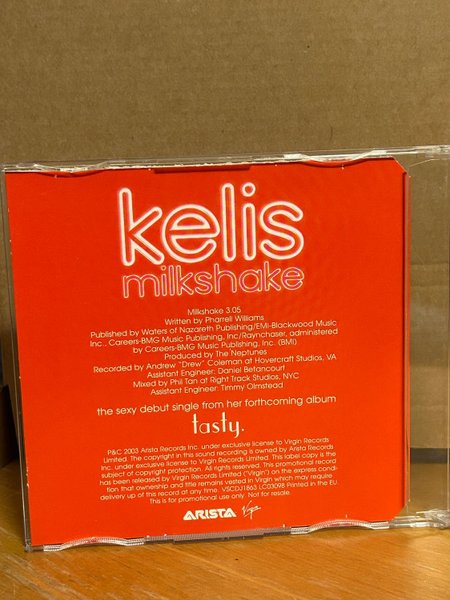 kelis
milkshake
Milkshake 3.05
Written by Pharrell Williams
Published by Waters of Nazareth Publishing/EMI-Blackwood Music
Inc., Careers-BMG Music Publishing, Inc/Raynchaser, administered
by Careers-BMG Music Publishing, Inc. (BMI)
Produced by The Neptunes
Recorded by Andrew "Drew" Coleman at Hovercraft Studios, VA
Assistant Engineer: Daniel Betancourt
Mixed by Phil Tan at Right Track Studios, NYC
Assistant Engineer: Timmy Olmstead
the sexy debut single from her forthcoming album
tasty.
P&C 2003 Arista Records Inc. under exclusive license to Virgin Records
Limited. The copyright in this sound recording is owned by Arista Records
Inc. under exclusive license to Virgin Records Limited. This label copy is the
subject of copyright protection. All rights reserved. This promotional record
has been released by Virgin Records Limited ("Virgin") on the express condi-
tion that ownership and title remains vested in Virgin which may require
delivery up of this record at any time. VSCDJ1863 LC03098 Printed in the EU.
This is for promotional use only. Not for resale.
ARISTA Virgin